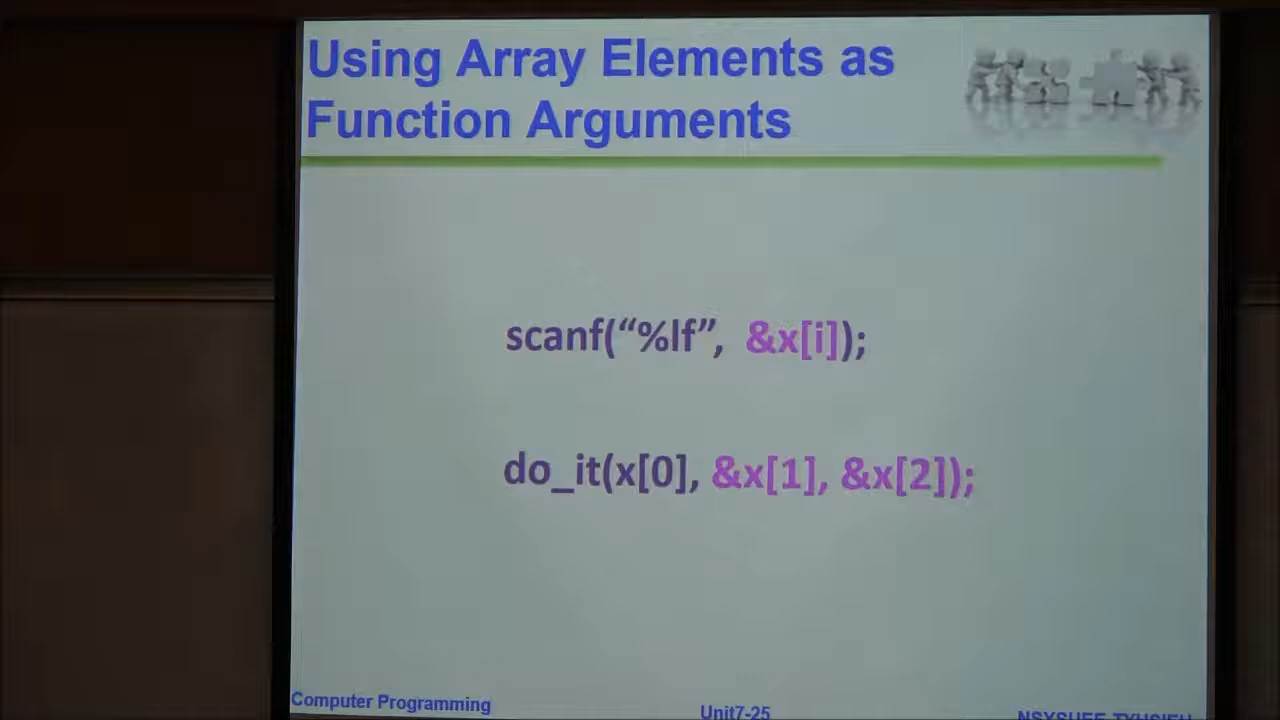 Using Array Elements as
Function Arguments
scanf(“%lf”, &x[i]);
do_it(x[0], &x[1], &x[2]);
Computer Programming
Unit7-25